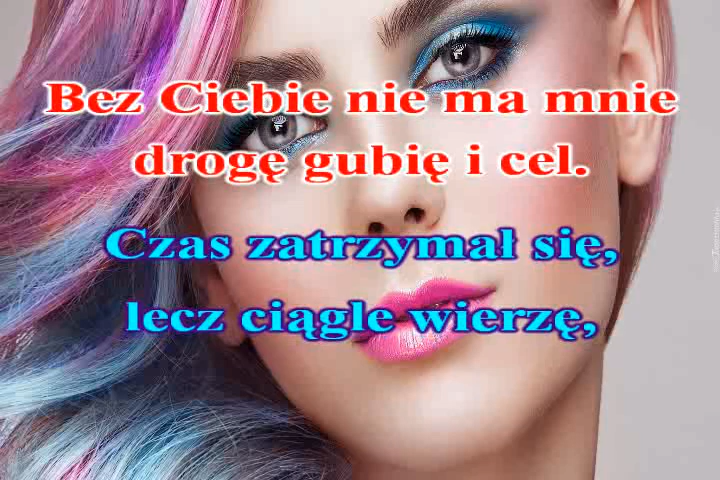 Bez Ciebie nie ma mnie
drogę gubię i cel.
Czas zatrzymał się,
lecz ciągle wierzę,